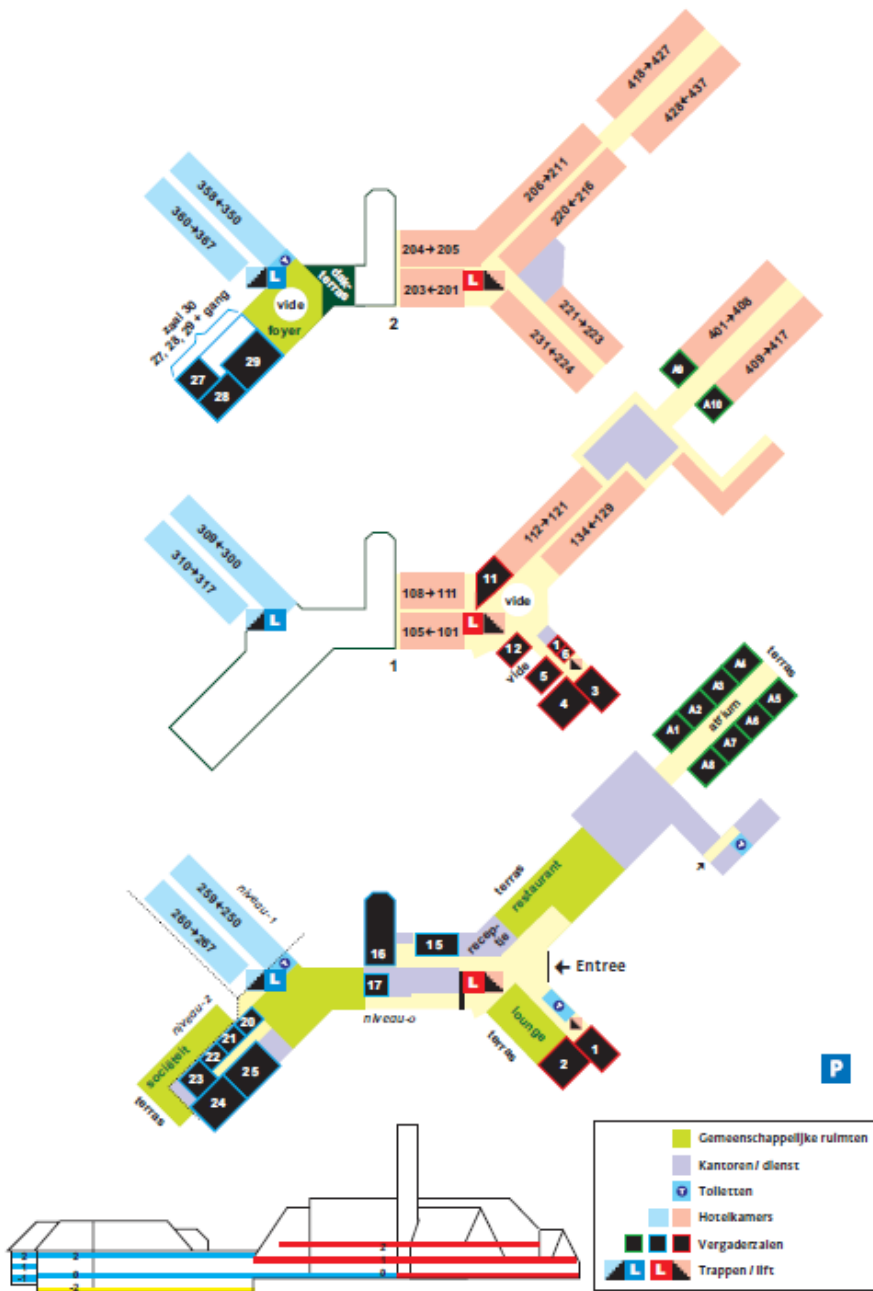 418→427
428←437
206→211
220←216
358←350
360→367
204→205
203←201
L
L
dak-
terras
vide
foyer
zaal 30
27, 28, 29 + gang
29
27
28
2
221→223
231←224
401→408
409→417
A9
A10
112→121
134←129
309←300
310→317
11
108→111
vide
L
L
105←101
12
1
6
vide
5
3
4
1
terras
A4
A3
A2
A1
atrium
A5
A6
A7
A8
terras
restaurant
259←250
niveau-1
260→267
recep-
tie
15
16
← Entree
L
17
L
niveau-0
niveau-2
lounge
terras
20
21
22
23
25
24
1
2
sociëteit
terras
P
Gemeenschappelijke ruimten
Kantoren / dienst
T Toiletten
Hotelkamers
Vergaderzalen
L L Trappen / lift
2
2 2
1 1
0 0
-1
-2